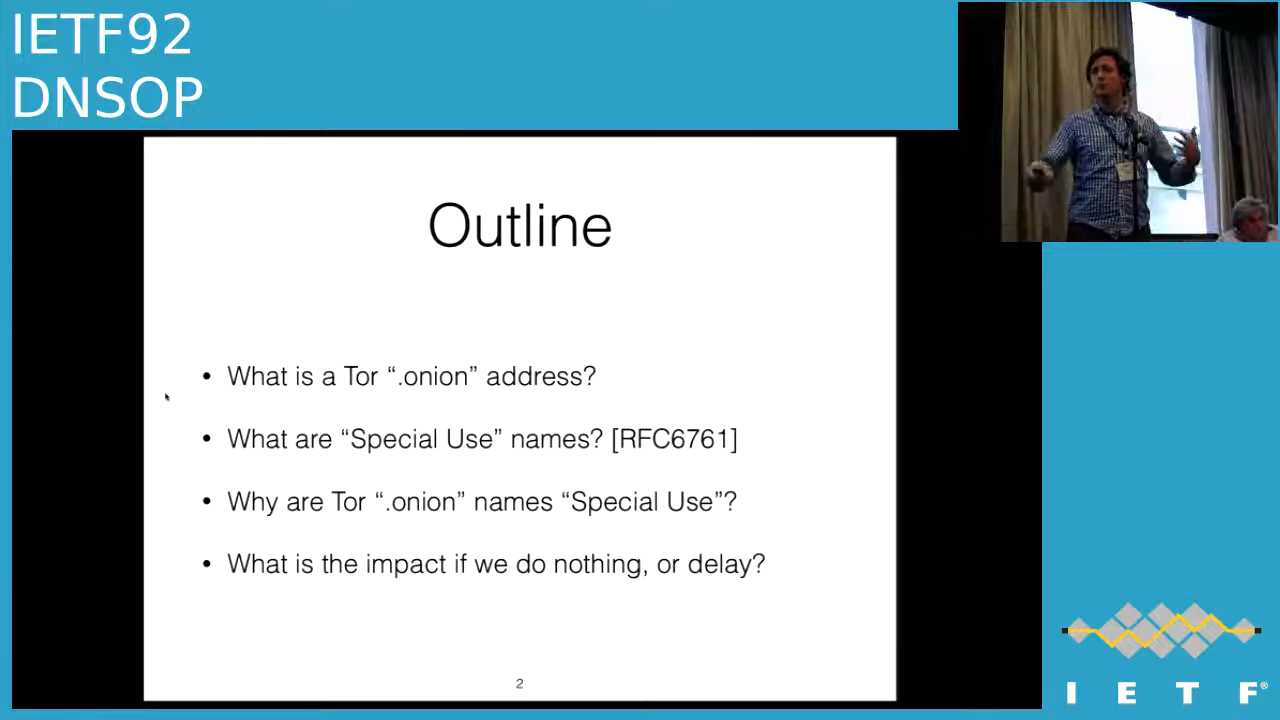 IETF92
DNSOP
Outline
• What is a Tor “.onion” address?
• What are “Special Use” names? [RFC6761]
• Why are Tor “.onion” names “Special Use”?
• What is the impact if we do nothing, or delay?
2
I E T F®